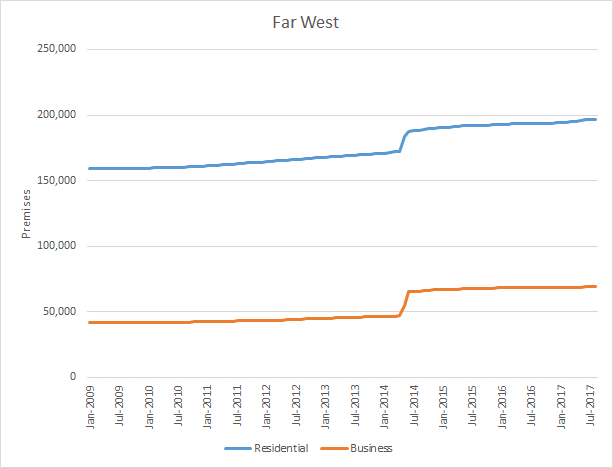 Far West
250,000
200,000
150,000
100,000
50,000
0
Premises
Jan-2009
Jul-2009
Jan-2010
Jul-2010
Jan-2011
Jul-2011
Jan-2012
Jul-2012
Jan-2013
Jul-2013
Jan-2014
Jul-2014
Jan-2015
Jul-2015
Jan-2016
Jul-2016
Jan-2017
Jul-2017
Residential Business